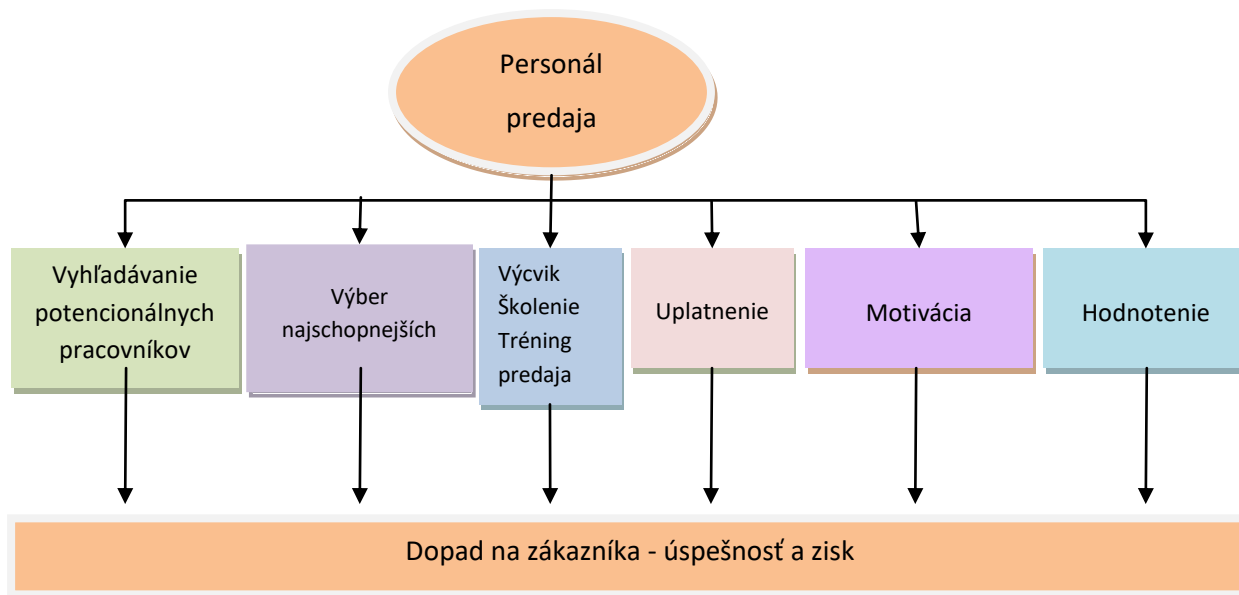 Personál
predaja
Vyhľadávanie
potencionálnych
pracovníkov
Výber
najschopnejších
Výcvik
Školenie
Tréning
predaja
Uplatnenie
Motivácia
Hodnotenie
Dopad na zákazníka - úspešnosť a zisk